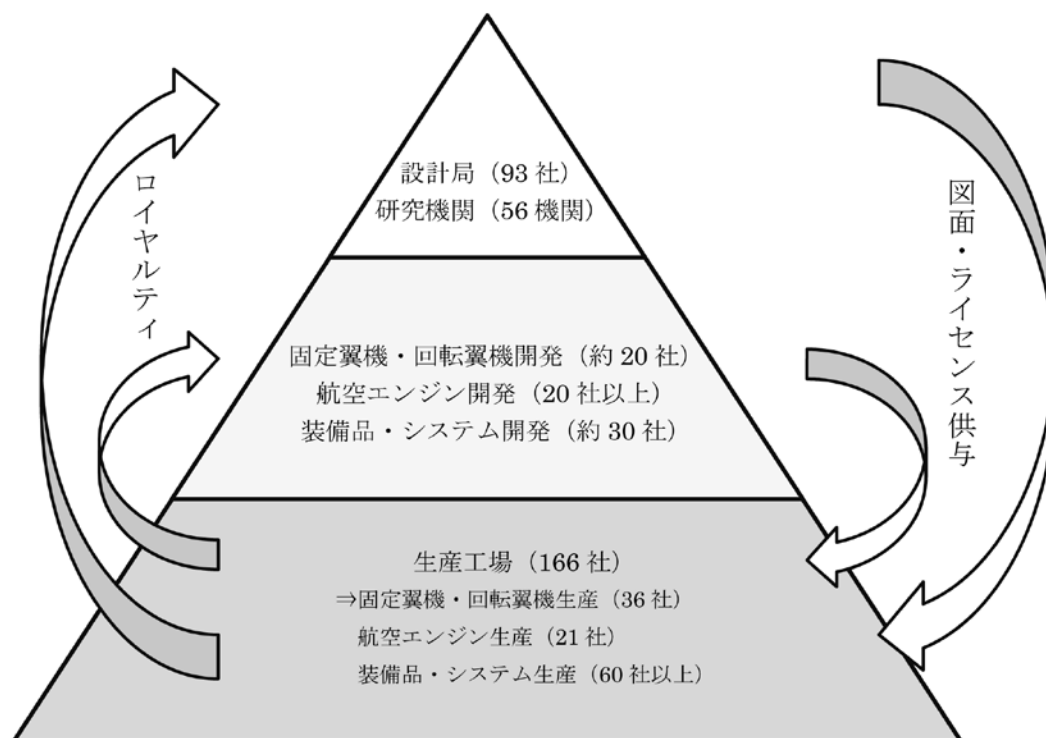 設計局（93 社）
研究機関（56 機関）
ロイヤルティ
図面・ライセンス供与
固定翼機・回転翼機開発（約 20 社）
航空エンジン開発（20 社以上）
装備品・システム開発（約 30 社）
生産工場（166 社）
⇒固定翼機・回転翼機生産（36 社）
航空エンジン生産（21 社）
装備品・システム生産（60 社以上）